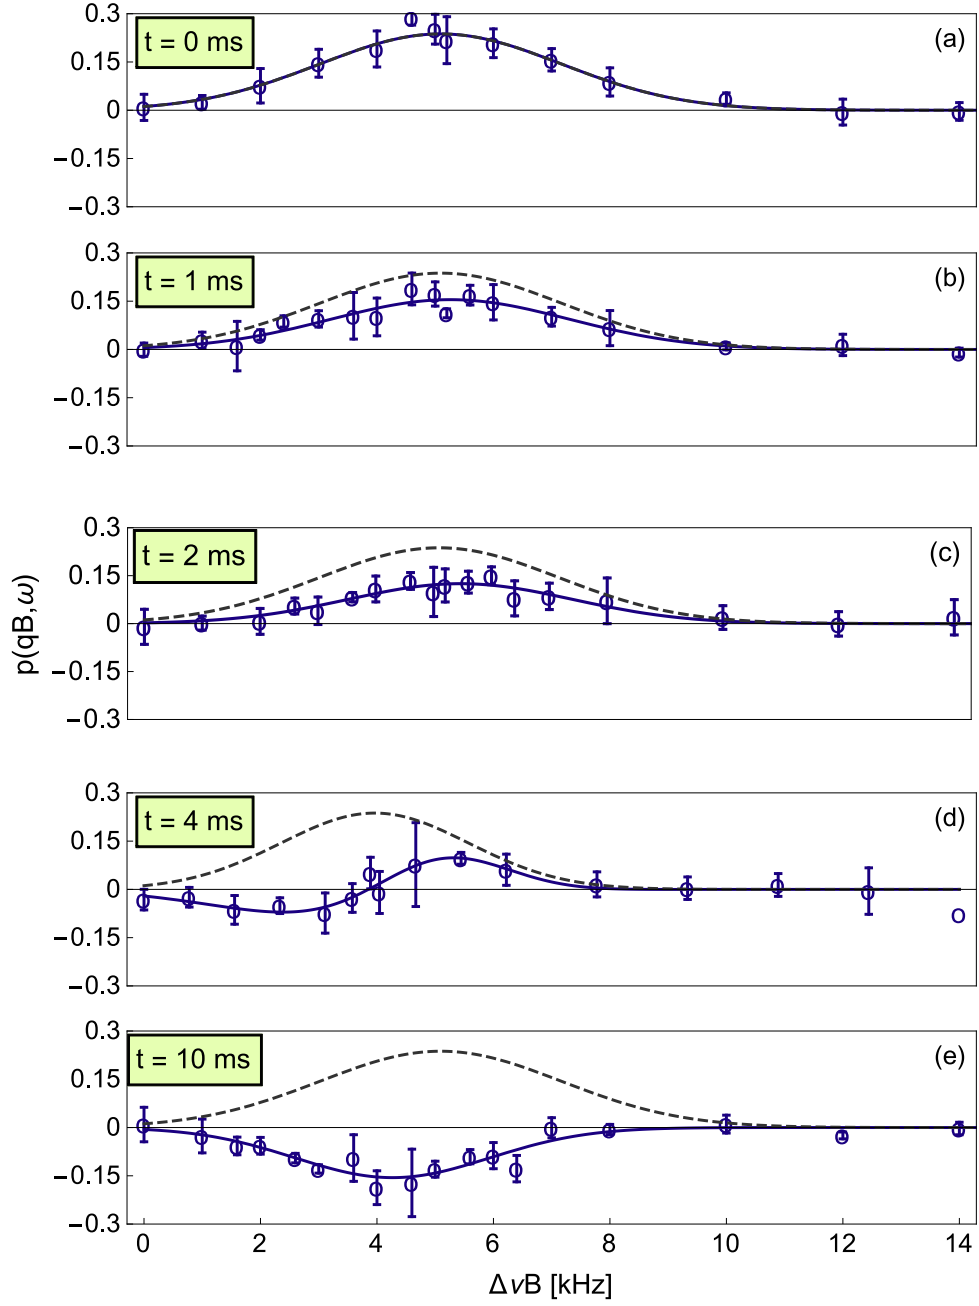 0.3
t = 0 ms
(a)
0.15
0
−0.15
−0.3
0.3
t = 1 ms
(b)
0.15
0
−0.15
−0.3
0.3
t = 2 ms
(c)
0.15
0
−0.15
−0.3
p(qB,ω)
0.3
t = 4 ms
(d)
0.15
0
−0.15
−0.3
0.3
t = 10 ms
(e)
0.15
0
−0.15
−0.3
0 2 4 6 8 10 12 14
ΔνB [kHz]